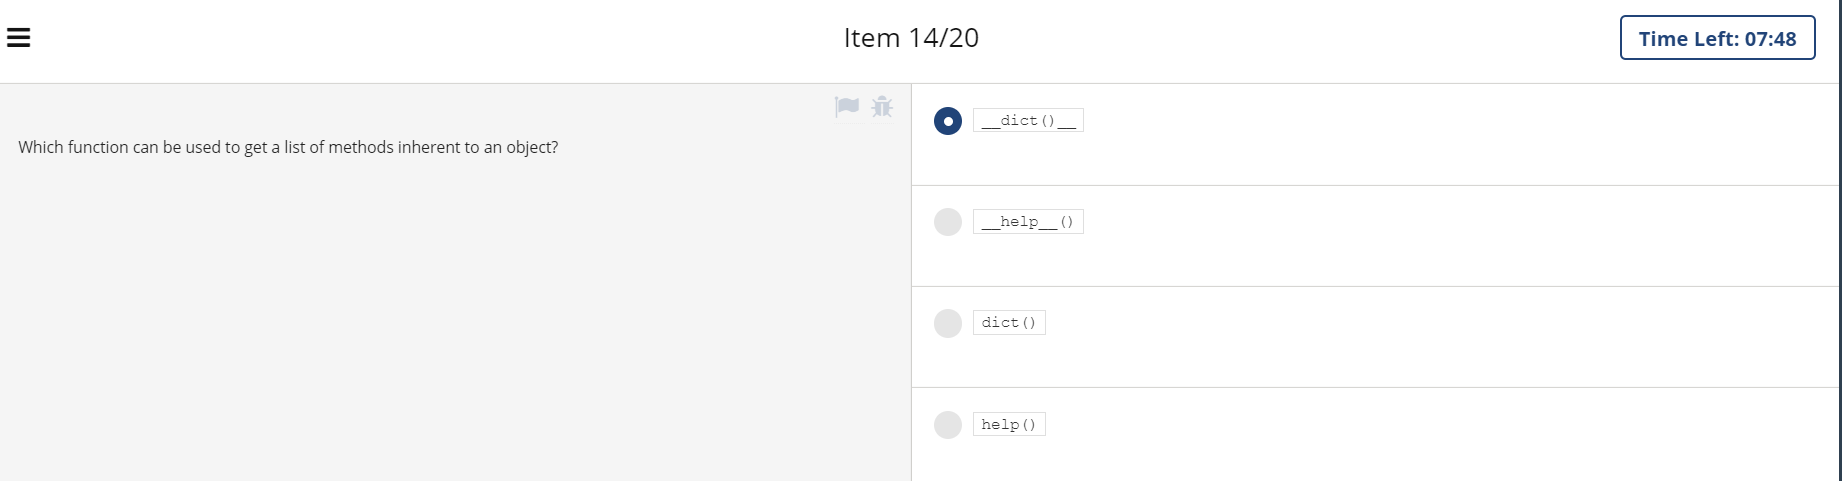 Item 14/20
Time Left: 07:48
Which function can be used to get a list of methods inherent to an object?
__dict()__
__help__()
dict()
help()